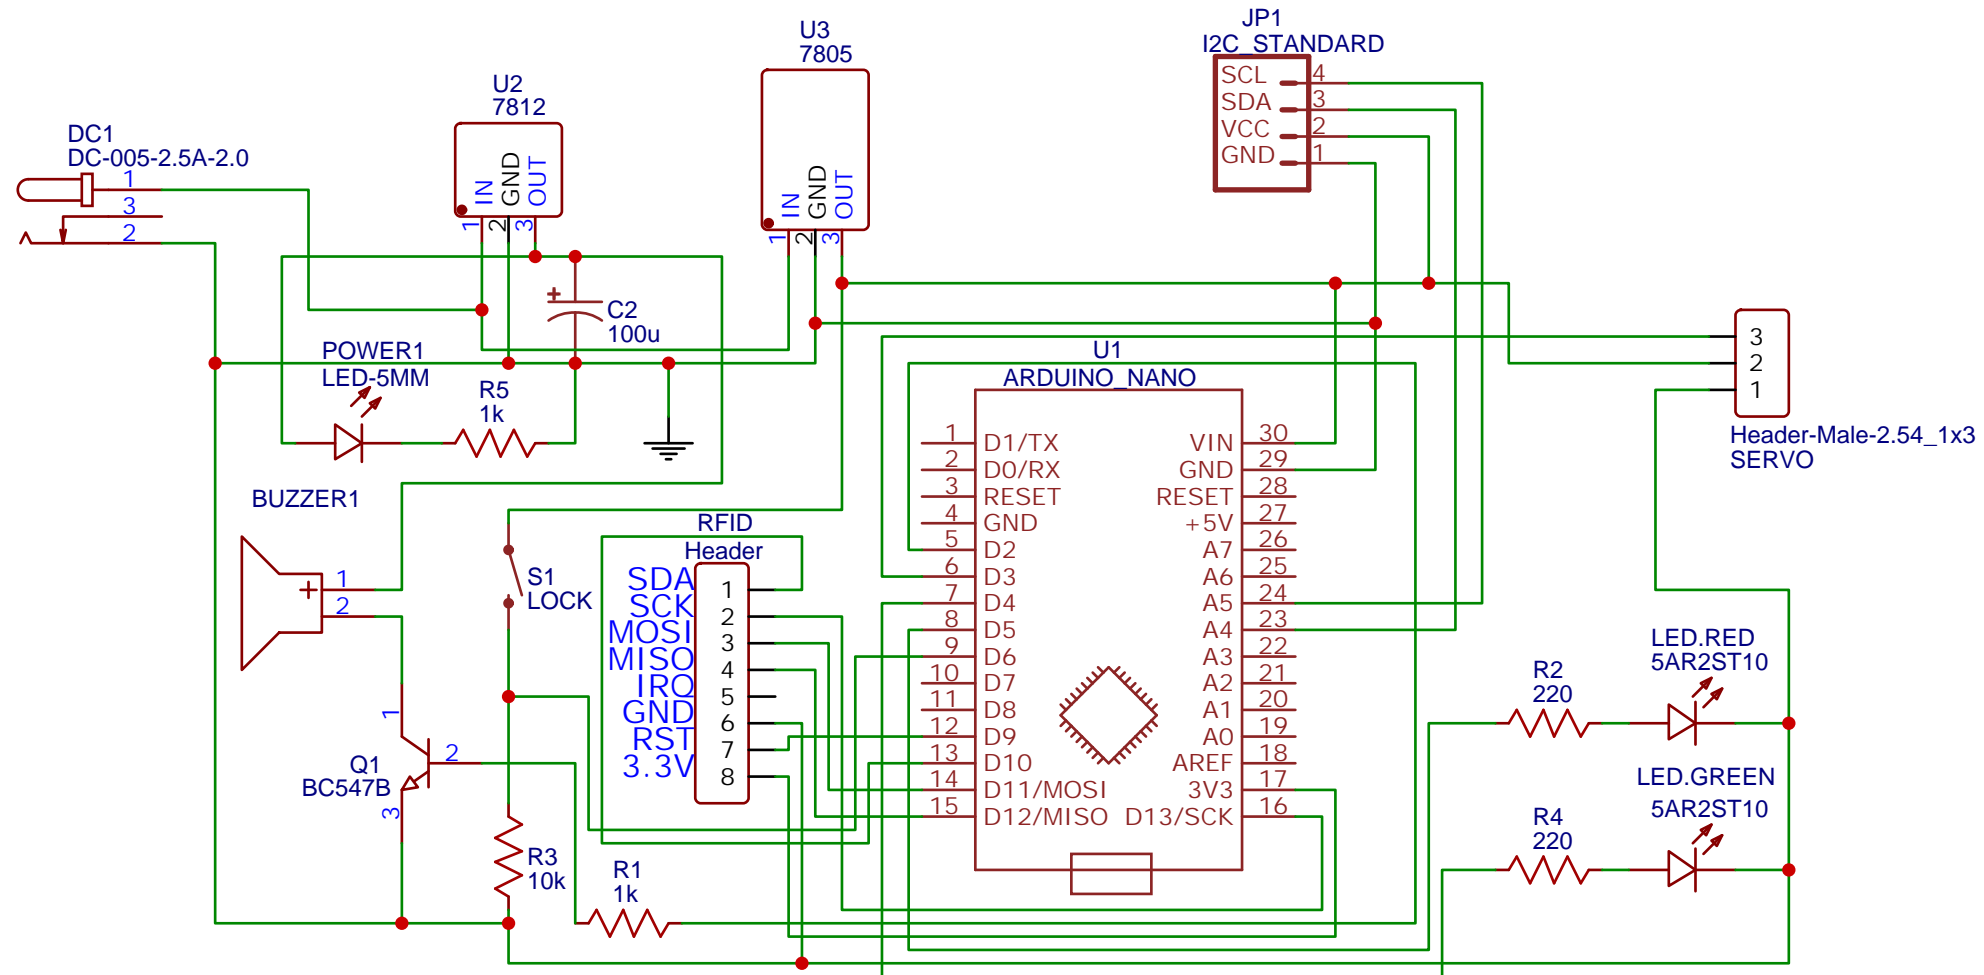 DC1
DC-005-2.5A-2.0
1
3
2
U2
7812
IN
GND
OUT
1
2
3
U3
7805
IN
GND
OUT
1
2
3
JP1
I2C_STANDARD
SCL 4
SDA 3
VCC 2
GND 1
+
C2
100u
POWER1
LED-5MM
R5
1k
BUZZER1
+
1
2
S1
LOCK
Q1
BC547B
1
2
3
R3
10k
R1
1k
RFID
Header
SDA 1
SCK 2
MOSI 3
MISO 4
IRQ 5
GND 6
RST 7
3.3V 8
U1
ARDUINO_NANO
1 D1/TX VIN 30
2 D0/RX GND 29
3 RESET RESET 28
4 GND +5V 27
5 D2 A7 26
6 D3 A6 25
7 D4 A5 24
8 D5 A4 23
9 D6 A3 22
10 D7 A2 21
11 D8 A1 20
12 D9 A0 19
13 D10 AREF 18
14 D11/MOSI 3V3 17
15 D12/MISO D13/SCK 16
3
2
1
Header-Male-2.54_1x3
SERVO
R2
220
LED.RED
5AR2ST10
R4
220
LED.GREEN
5AR2ST10